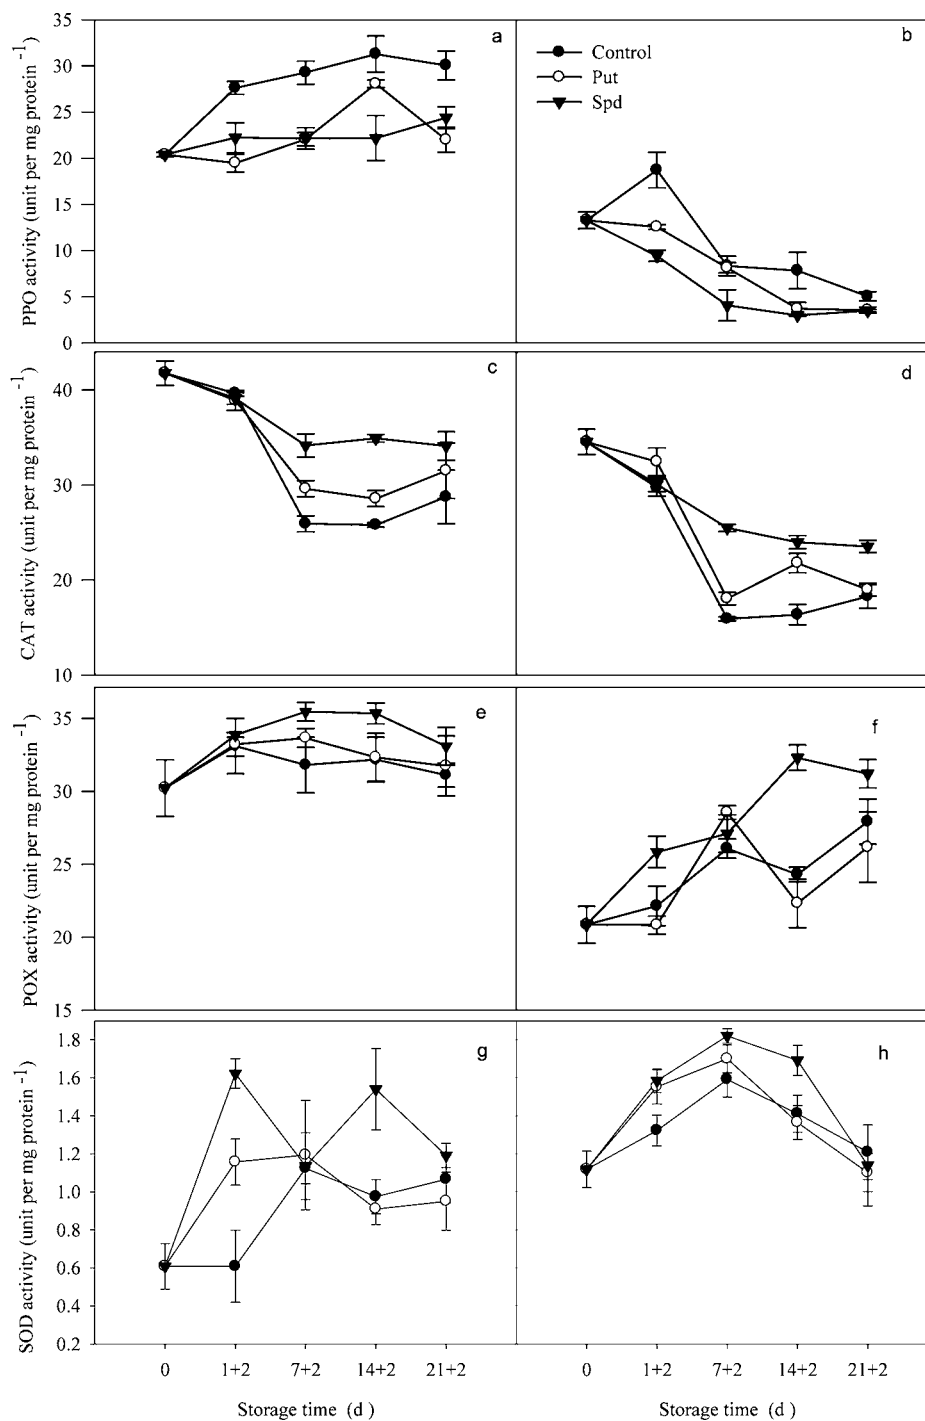 PPO activity (unit per mg protein ⁻¹)
35
30
25
20
15
10
5
0
a
b
Control
Put
Spd
CAT activity (unit per mg protein ⁻¹)
40
30
20
10
c
d
POX activity (unit per mg protein ⁻¹)
35
30
25
20
15
e
f
SOD activity (unit per mg protein ⁻¹)
1.8
1.6
1.4
1.2
1.0
0.8
0.6
0.4
0.2
g
h
0 1+2 7+2 14+2 21+2
0 1+2 7+2 14+2 21+2
Storage time (d )
Storage time (d )